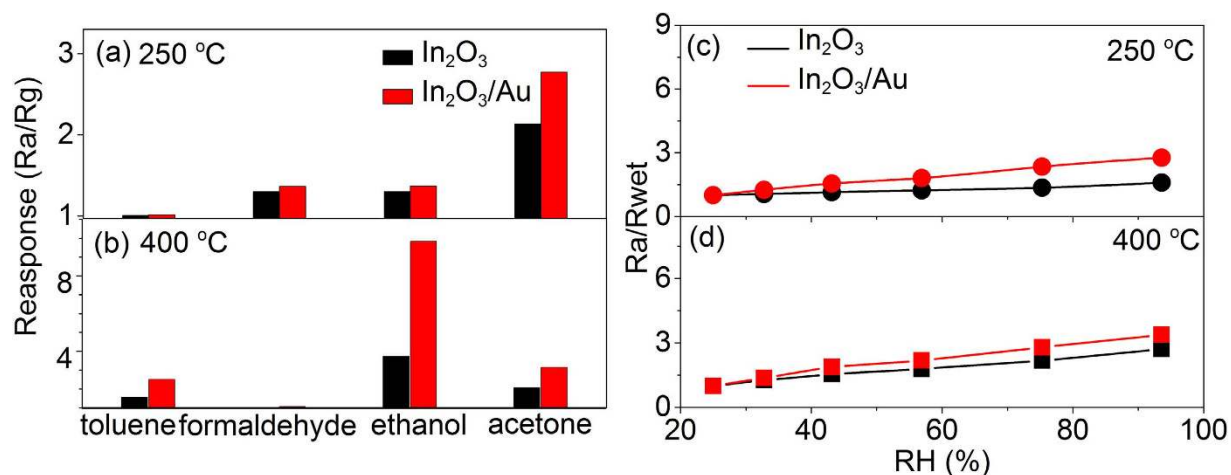 Reasponse (Ra/Rg)
(a) 250 °C
In₂O₃
In₂O₃/Au
3
2
1
(b) 400 °C
8
4
toluene formaldehyde ethanol acetone
Ra/Rwet
(c)
In₂O₃
In₂O₃/Au
250 °C
9
6
3
0
(d)
400 °C
6
3
0
20 40 60 80 100
RH (%)